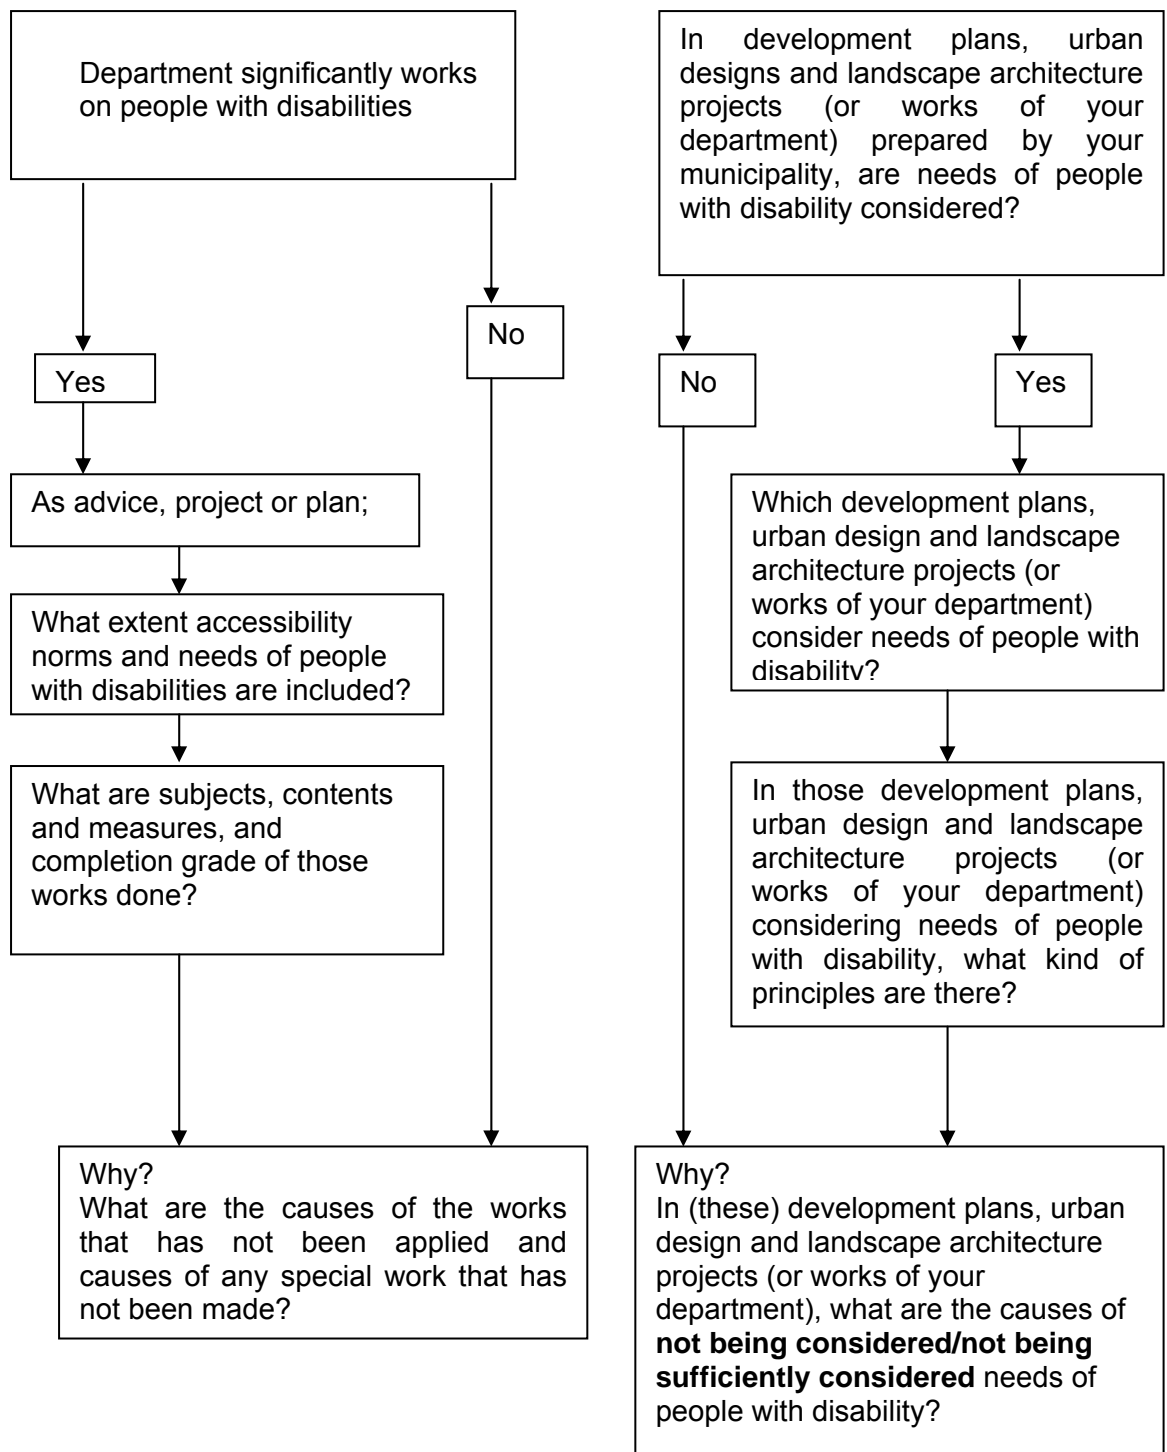 Department significantly works
on people with disabilities
No
Yes
As advice, project or plan;
What extent accessibility
norms and needs of people
with disabilities are included?
What are subjects, contents
and measures, and
completion grade of those
works done?
Why?
What are the causes of the works
that has not been applied and
causes of any special work that has
not been made?
In development plans, urban
designs and landscape architecture
projects (or works of your
department) prepared by your
municipality, are needs of people
with disability considered?
No
Yes
Which development plans,
urban design and landscape
architecture projects (or
works of your department)
consider needs of people with
disability?
In those development plans,
urban design and landscape
architecture projects (or
works of your department)
considering needs of people
with disability, what kind of
principles are there?
Why?
In (these) development plans, urban
design and landscape architecture
projects (or works of your
department), what are the causes of
not being considered/not being
sufficiently considered needs of
people with disability?